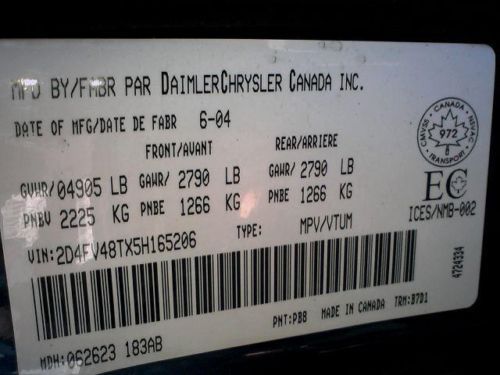 MFD BY/FABR PAR DAIMLERCHRYSLER CANADA INC.
DATE OF MFG/DATE DE FABR 6-04
FRONT/AVANT REAR/ARRIERE
GVWR/04905 LB GAWR/ 2790 LB GAWR/ 2790 LB
PNBV 2225 KG PNBE 1266 KG PNBE 1266 KG
VIN:2D4FV48TX5H165206 TYPE: MPV/VTUM
CANADA
CMVSS NSVAC
972
TRANSPORT
EC
ICES/NMB-002
4724334
PNT:PB8 MADE IN CANADA TRM:B7D1
MDH:062623 183AB